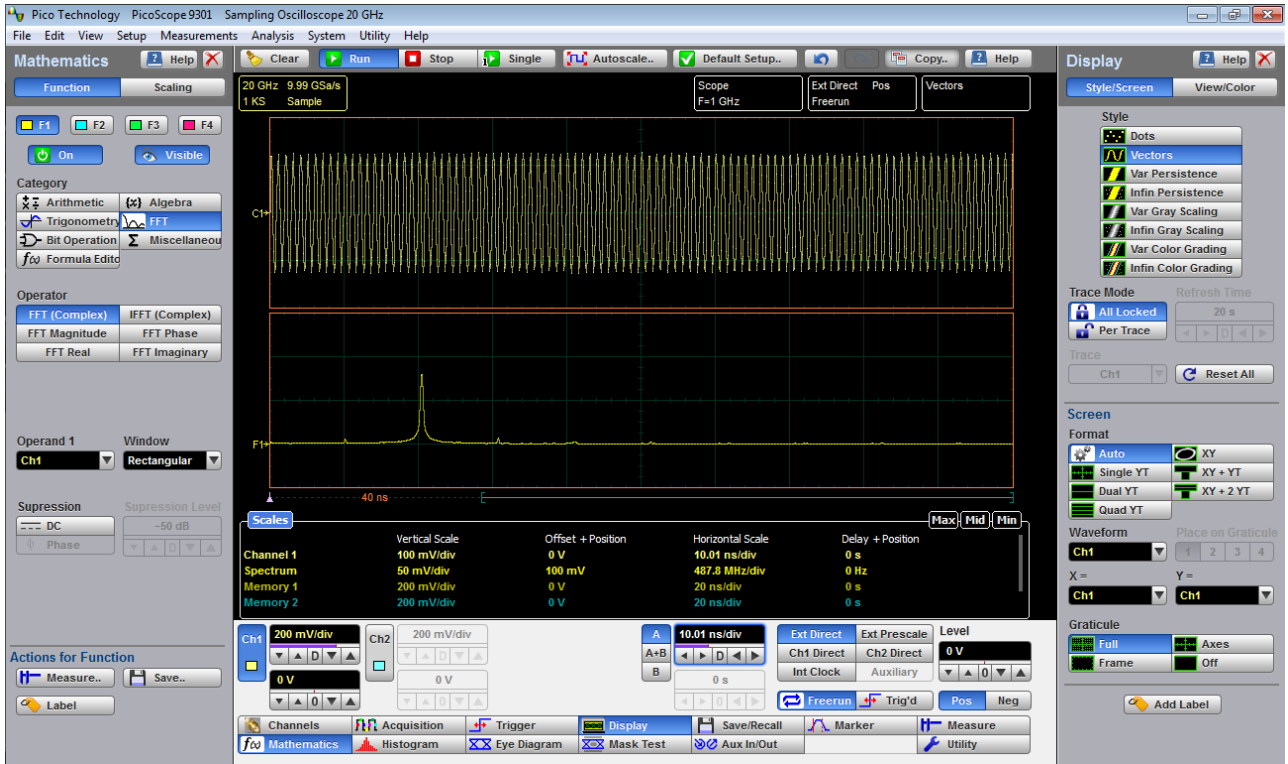 Pico Technology PicoScope 9301 Sampling Oscilloscope 20 GHz
File Edit View Setup Measurements Analysis System Utility Help
Mathematics Help
Function Scaling
F1 F2 F3 F4
On Visible
Category
Arithmetic {x} Algebra
Trigonometry FFT
Bit Operation Σ Miscellaneou
f(x) Formula Edito
Operator
FFT (Complex) IFFT (Complex)
FFT Magnitude FFT Phase
FFT Real FFT Imaginary
Operand 1 Window
Ch1 Rectangular
Supression Supression Level
DC -50 dB
Phase D
Actions for Function
Measure.. Save..
Label
Clear Run Stop Single Autoscale.. Default Setup.. Copy.. Help
20 GHz 9.99 GSa/s
1 KS Sample
Scope
F=1 GHz
Ext Direct Pos
Freerun
Vectors
C1
F1
40 ns
Scales Max Mid Min
Vertical Scale Offset + Position Horizontal Scale Delay + Position
Channel 1 100 mV/div 0 V 10.01 ns/div 0 s
Spectrum 50 mV/div 100 mV 487.8 MHz/div 0 Hz
Memory 1 200 mV/div 0 V 20 ns/div 0 s
Memory 2 200 mV/div 0 V 20 ns/div 0 s
Ch1 200 mV/div Ch2 200 mV/div A 10.01 ns/div Ext Direct Ext Prescale Level
D D A+B D Ch1 Direct Ch2 Direct 0 V
0 V 0 V B 0 s Int Clock Auxiliary 0
0 0 0 Freerun Trig'd Pos Neg
Channels Acquisition Trigger Display Save/Recall Marker Measure
f(x) Mathematics Histogram Eye Diagram Mask Test Aux In/Out Utility
Display Help
Style/Screen View/Color
Style
Dots
Vectors
Var Persistence
Infin Persistence
Var Gray Scaling
Infin Gray Scaling
Var Color Grading
Infin Color Grading
Trace Mode Refresh Time
All Locked 20 s
Per Trace D
Trace
Ch1 Reset All
Screen
Format
Auto XY
Single YT XY + YT
Dual YT XY + 2 YT
Quad YT
Waveform Place on Graticule
Ch1 1 2 3 4
X = Y =
Ch1 Ch1
Graticule
Full Axes
Frame Off
Add Label